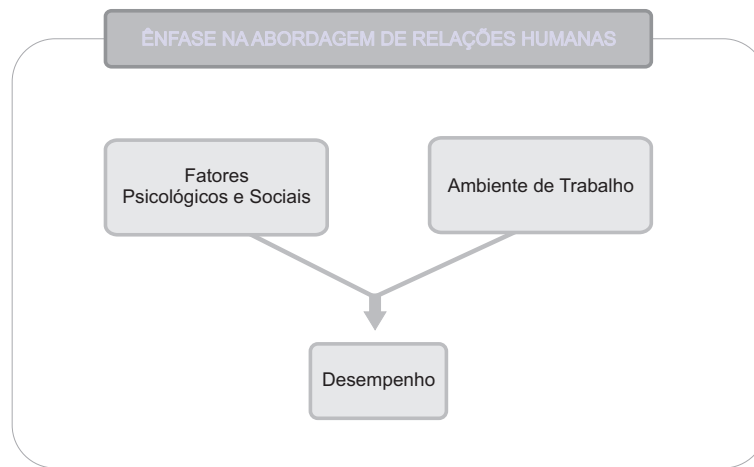 ÊNFASE NA ABORDAGEM DE RELAÇÕES HUMANAS
Fatores
Psicológicos e Sociais
Ambiente de Trabalho
Desempenho